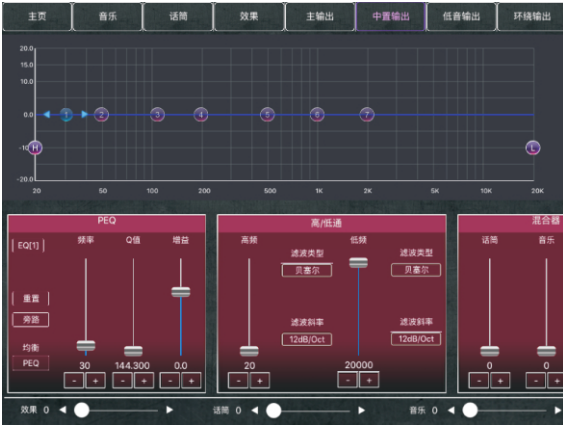 主页 音乐 话筒 效果 主输出 中置输出 低音输出 环绕输出
20.0
15.0
10.0
0.0
1 2 3 4 5 6 7
-10 H L
-20.0
20 50 100 200 500 1K 2K 5K 10K 20K
PEQ 高/低通 混合器
EQ[1] 频率 Q值 增益 高频 低频 话筒 音乐
滤波类型 滤波类型
贝塞尔 贝塞尔
重置
旁路
滤波斜率 滤波斜率
12dB/Oct 12dB/Oct
均衡
PEQ
30 144.300 0.0 20 20000 0 0
- + - + - + - + - + - + - +
效果 0 话筒 0 音乐 0